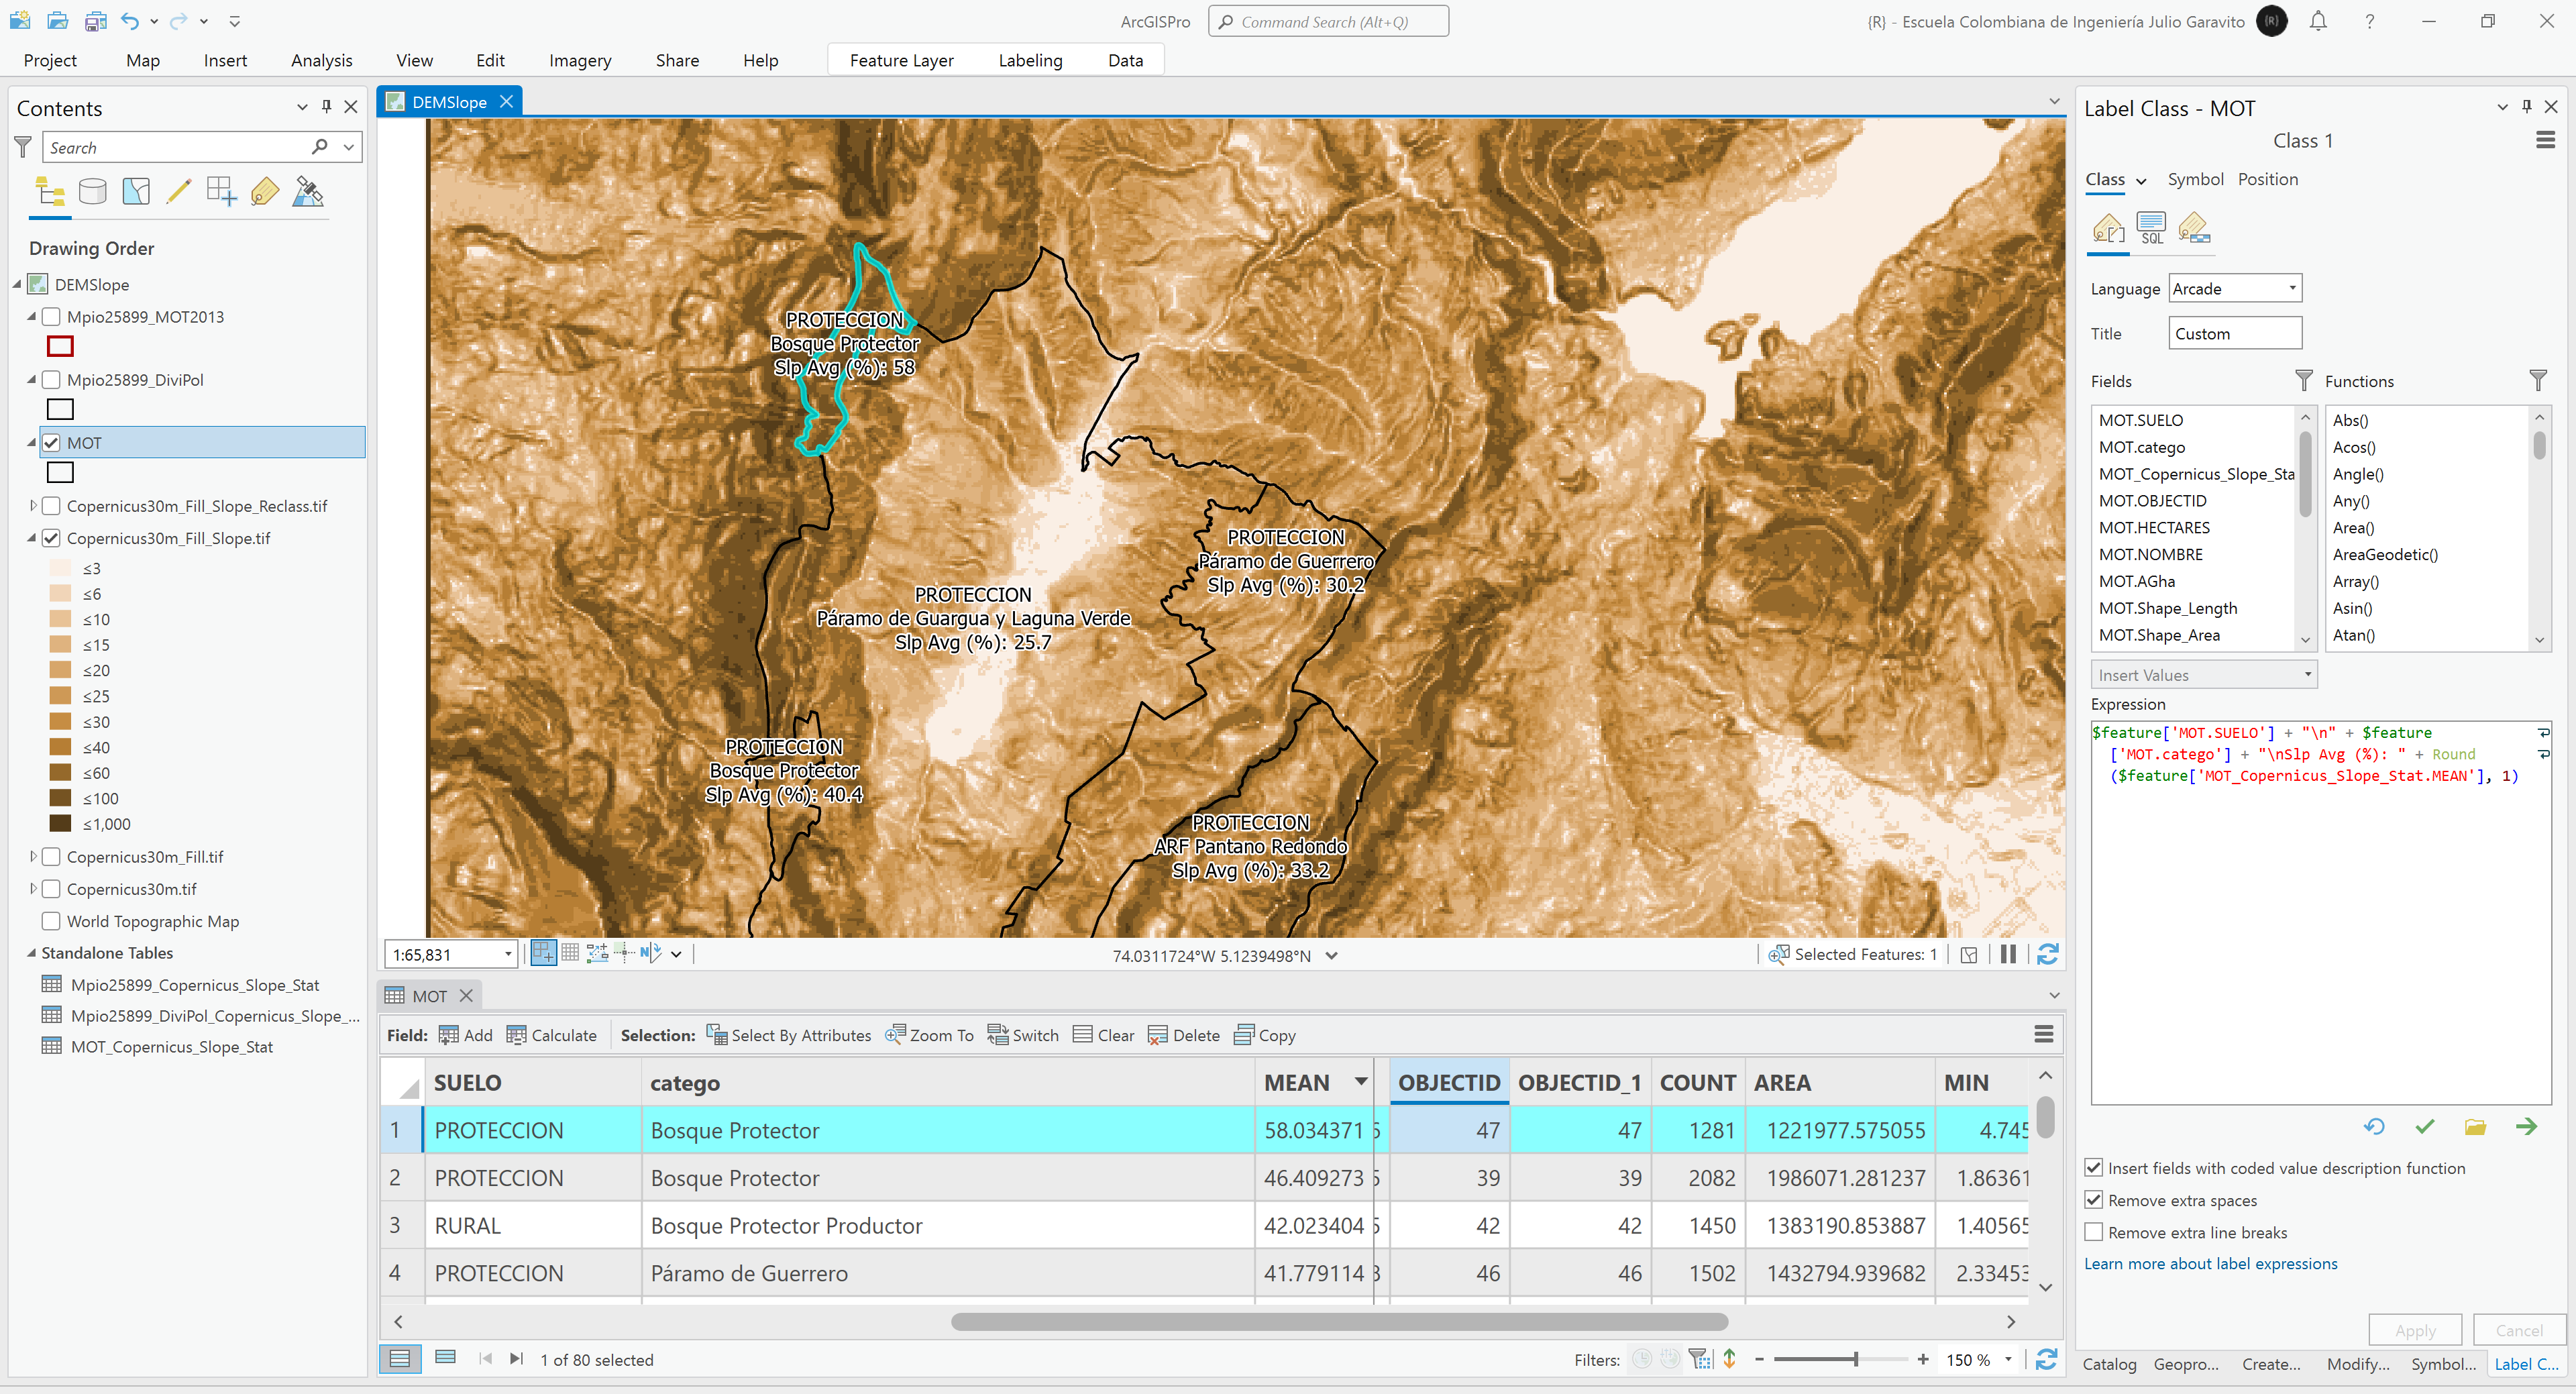 ArcGISPro
Command Search (Alt+Q)
{R} - Escuela Colombiana de Ingeniería Julio Garavito
{R}
?
Project
Map
Insert
Analysis
View
Edit
Imagery
Share
Help
Feature Layer
Labeling
Data
Contents
Search
Drawing Order
DEMSlope
Mpio25899_MOT2013
Mpio25899_DiviPol
MOT
Copernicus30m_Fill_Slope_Reclass.tif
Copernicus30m_Fill_Slope.tif
≤3
≤6
≤10
≤15
≤20
≤25
≤30
≤40
≤60
≤100
≤1,000
Copernicus30m_Fill.tif
Copernicus30m.tif
World Topographic Map
Standalone Tables
Mpio25899_Copernicus_Slope_Stat
Mpio25899_DiviPol_Copernicus_Slope_...
MOT_Copernicus_Slope_Stat
DEMSlope
PROTECCION
Bosque Protector
Slp Avg (%): 58
PROTECCION
Páramo de Guerrero
Slp Avg (%): 30.2
PROTECCION
Páramo de Guargua y Laguna Verde
Slp Avg (%): 25.7
PROTECCION
Bosque Protector
Slp Avg (%): 40.4
PROTECCION
ARF Pantano Redondo
Slp Avg (%): 33.2
1:65,831
74.0311724°W 5.1239498°N
Selected Features: 1
MOT
Field: Add Calculate Selection: Select By Attributes Zoom To Switch Clear Delete Copy
SUELO catego MEAN OBJECTID OBJECTID_1 COUNT AREA MIN
1 PROTECCION Bosque Protector 58.034371 47 47 1281 1221977.575055 4.745
2 PROTECCION Bosque Protector 46.409273 39 39 2082 1986071.281237 1.86361
3 RURAL Bosque Protector Productor 42.023404 42 42 1450 1383190.853887 1.40565
4 PROTECCION Páramo de Guerrero 41.779114 46 46 1502 1432794.939682 2.33453
1 of 80 selected
Filters:
150 %
Label Class - MOT
Class 1
Class
Symbol
Position
SQL
Language Arcade
Title Custom
Fields
Functions
MOT.SUELO
MOT.catego
MOT_Copernicus_Slope_Sta
MOT.OBJECTID
MOT.HECTARES
MOT.NOMBRE
MOT.AGha
MOT.Shape_Length
MOT.Shape_Area
Abs()
Acos()
Angle()
Any()
Area()
AreaGeodetic()
Array()
Asin()
Atan()
Insert Values
Expression
$feature['MOT.SUELO'] + "\n" + $feature
['MOT.catego'] + "\nSlp Avg (%): " + Round
($feature['MOT_Copernicus_Slope_Stat.MEAN'], 1)
Insert fields with coded value description function
Remove extra spaces
Remove extra line breaks
Learn more about label expressions
Apply
Cancel
Catalog
Geopro...
Create...
Modify...
Symbol...
Label C...